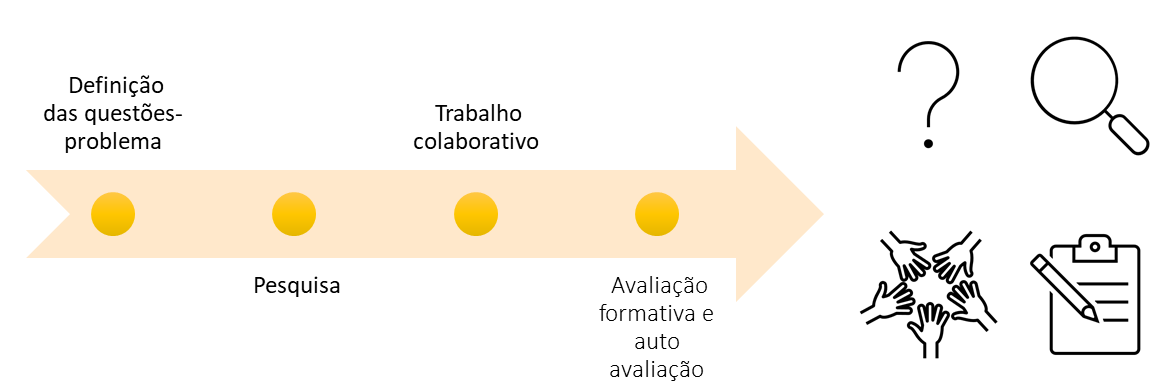 Definição
das questões-
problema
Pesquisa
Trabalho
colaborativo
Avaliação
formativa e
auto
avaliação